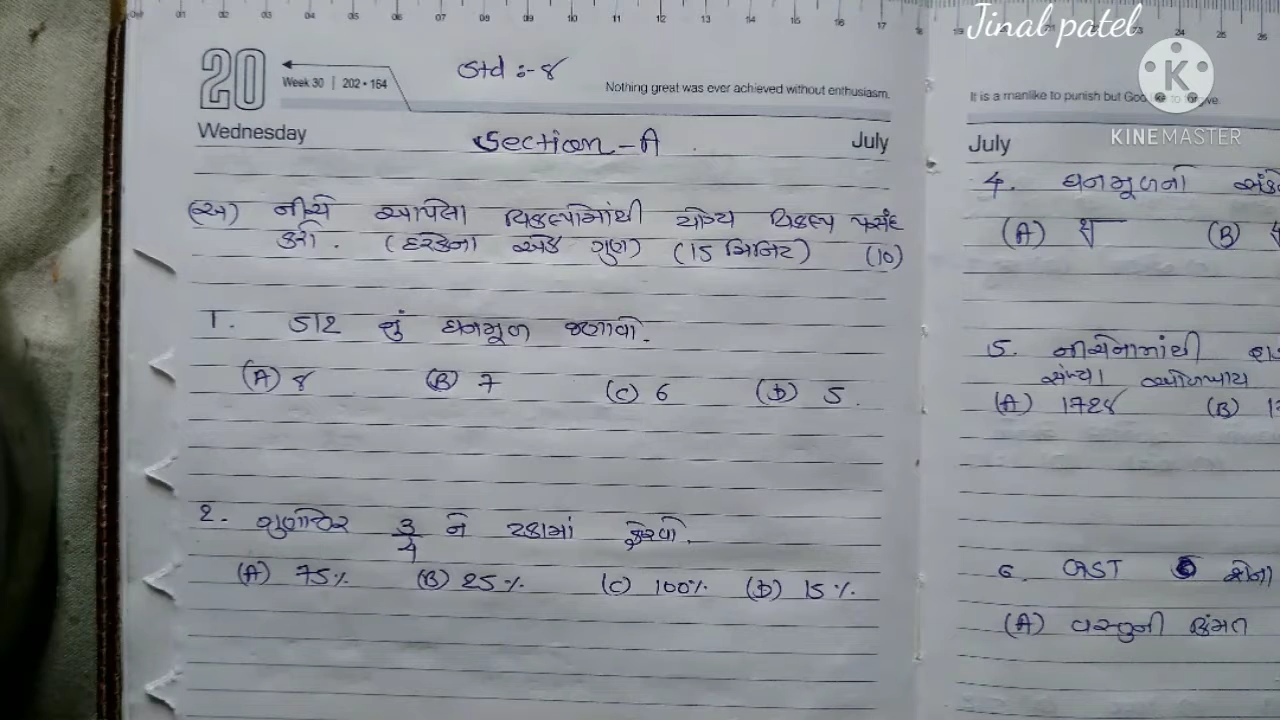 Jinal patel
KINEMASTER
20
Week 30 | 202 • 164
Std :- ૪
Nothing great was ever achieved without enthusiasm.
Wednesday
Section - A
July
(અ) નીચે આપેલા વિકલ્પોમાંથી યોગ્ય વિકલ્પ પસંદ
કરો. (દરેકના એક ગુણ) (15 મિનિટ) (10)
1. ડાર નું ઘનમૂળ જણાવો.
(A) ૪ (B) 7 (C) 6 (D) 5.
2. ગુણોત્તર 3/4 ને ટકામાં ફેરવો.
(A) 75% (B) 25% (C) 100% (D) 15%.
It is a manlike to punish but God
July
4. ઘનમૂળનો
(A) (B)
5. નીચેનામાંથી
સંખ્યા ઓળખાય
(A) 1728 (B)
6. GST
(A) વસ્તુની કિંમત